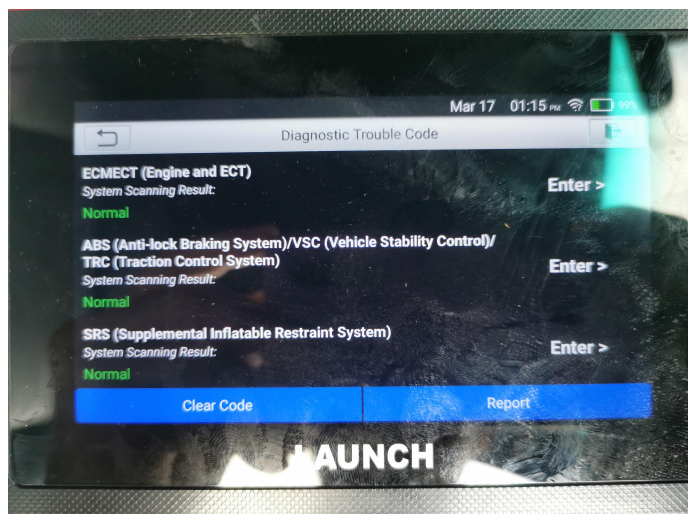 Mar 17 01:15 PM 99%
Diagnostic Trouble Code
ECMECT (Engine and ECT)
System Scanning Result:
Enter >
Normal
ABS (Anti-lock Braking System)/VSC (Vehicle Stability Control)/
TRC (Traction Control System)
System Scanning Result:
Enter >
Normal
SRS (Supplemental Inflatable Restraint System)
System Scanning Result:
Enter >
Normal
Clear Code Report
LAUNCH